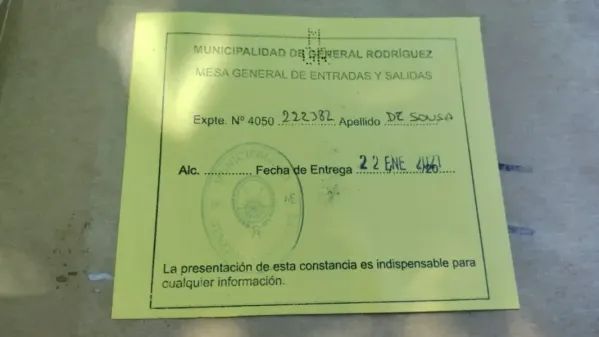 MUNICIPALIDAD DE GENERAL RODRÍGUEZ
MESA GENERAL DE ENTRADAS Y SALIDAS
Expte. Nº 4050 222382 Apellido DE SOUSA
Alc. ............. Fecha de Entrega 22 ENE
La presentación de esta constancia es indispensable para
cualquier información.